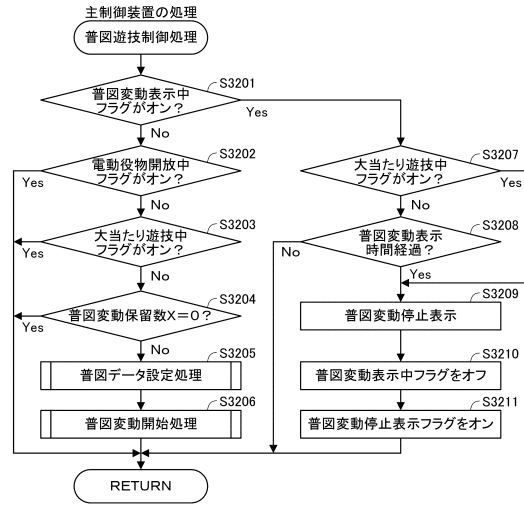 主制御装置の処理
普図遊技制御処理
S3201
普図変動表示中
フラグがオン？
Yes
No
S3202
電動役物開放中
フラグがオン？
Yes
No
S3203
大当たり遊技中
フラグがオン？
Yes
No
S3204
普図変動保留数X＝0？
Yes
No
S3205
普図データ設定処理
S3206
普図変動開始処理
RETURN
S3207
大当たり遊技中
フラグがオン？
Yes
No
S3208
普図変動表示
時間経過？
No
Yes
S3209
普図変動停止表示
S3210
普図変動表示中フラグをオフ
S3211
普図変動停止表示フラグをオン